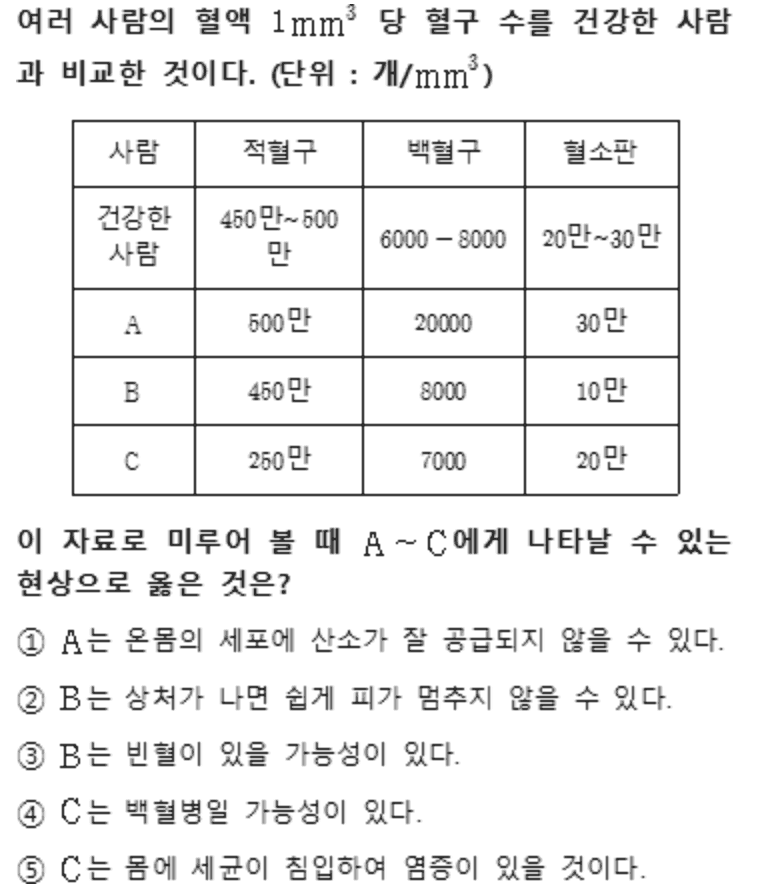 여러 사람의 혈액 1mm³ 당 혈구 수를 건강한 사람
과 비교한 것이다. (단위 : 개/mm³)
사람 적혈구 백혈구 혈소판
건강한 사람 450만~500만 6000 - 8000 20만~30만
A 500만 20000 30만
B 450만 8000 10만
C 250만 7000 20만
이 자료로 미루어 볼 때 A ~ C에게 나타날 수 있는
현상으로 옳은 것은?
① A는 온몸의 세포에 산소가 잘 공급되지 않을 수 있다.
② B는 상처가 나면 쉽게 피가 멈추지 않을 수 있다.
③ B는 빈혈이 있을 가능성이 있다.
④ C는 백혈병일 가능성이 있다.
⑤ C는 몸에 세균이 침입하여 염증이 있을 것이다.